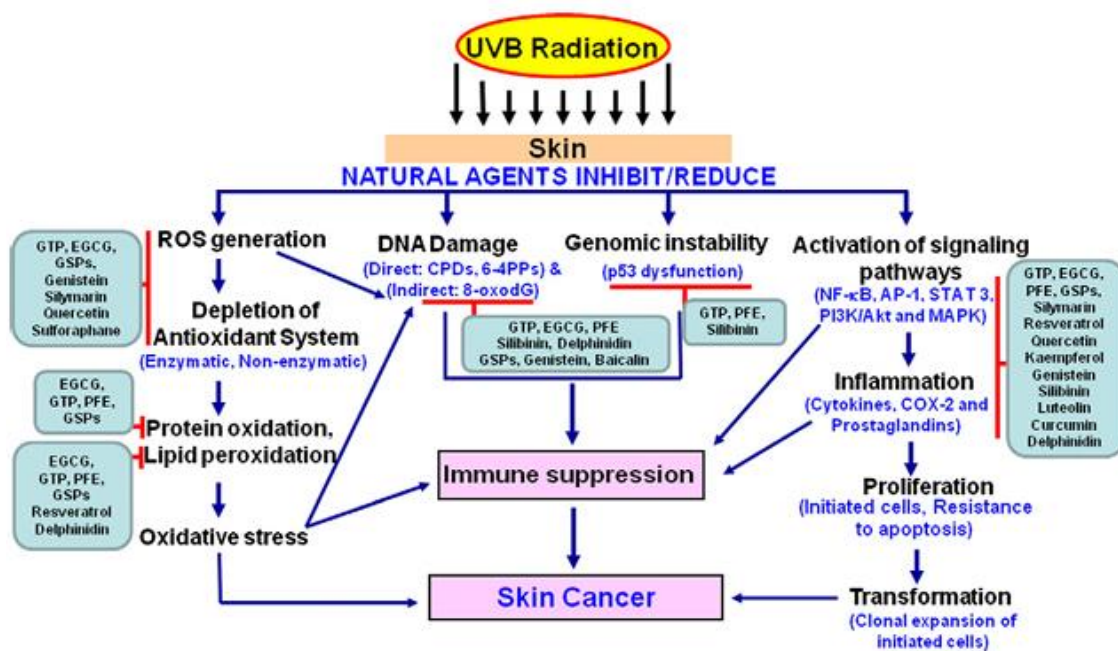 UVB Radiation
Skin
NATURAL AGENTS INHIBIT/REDUCE
GTP, EGCG,
GSPs,
Genistein
Silymarin
Quercetin
Sulforaphane
ROS generation
Depletion of
Antioxidant System
(Enzymatic, Non-enzymatic)
EGCG,
GTP, PFE,
GSPs
Protein oxidation,
Lipid peroxidation
EGCG,
GTP, PFE,
GSPs
Resveratrol
Delphinidin
Oxidative stress
DNA Damage
(Direct: CPDs, 6-4PPs) &
(Indirect: 8-oxodG)
GTP, EGCG, PFE
Silibinin, Delphinidin
GSPs, Genistein, Baicalin
Genomic instability
(p53 dysfunction)
GTP, PFE,
Silibinin
Immune suppression
Skin Cancer
Activation of signaling
pathways
(NF-κB, AP-1, STAT 3,
PI3K/Akt and MAPK)
Inflammation
(Cytokines, COX-2 and
Prostaglandins)
Proliferation
(Initiated cells, Resistance
to apoptosis)
Transformation
(Clonal expansion of
initiated cells)
GTP, EGCG,
PFE, GSPs,
Silymarin
Resveratrol
Quercetin
Kaempferol
Genistein
Silibinin
Luteolin
Curcumin
Delphinidin